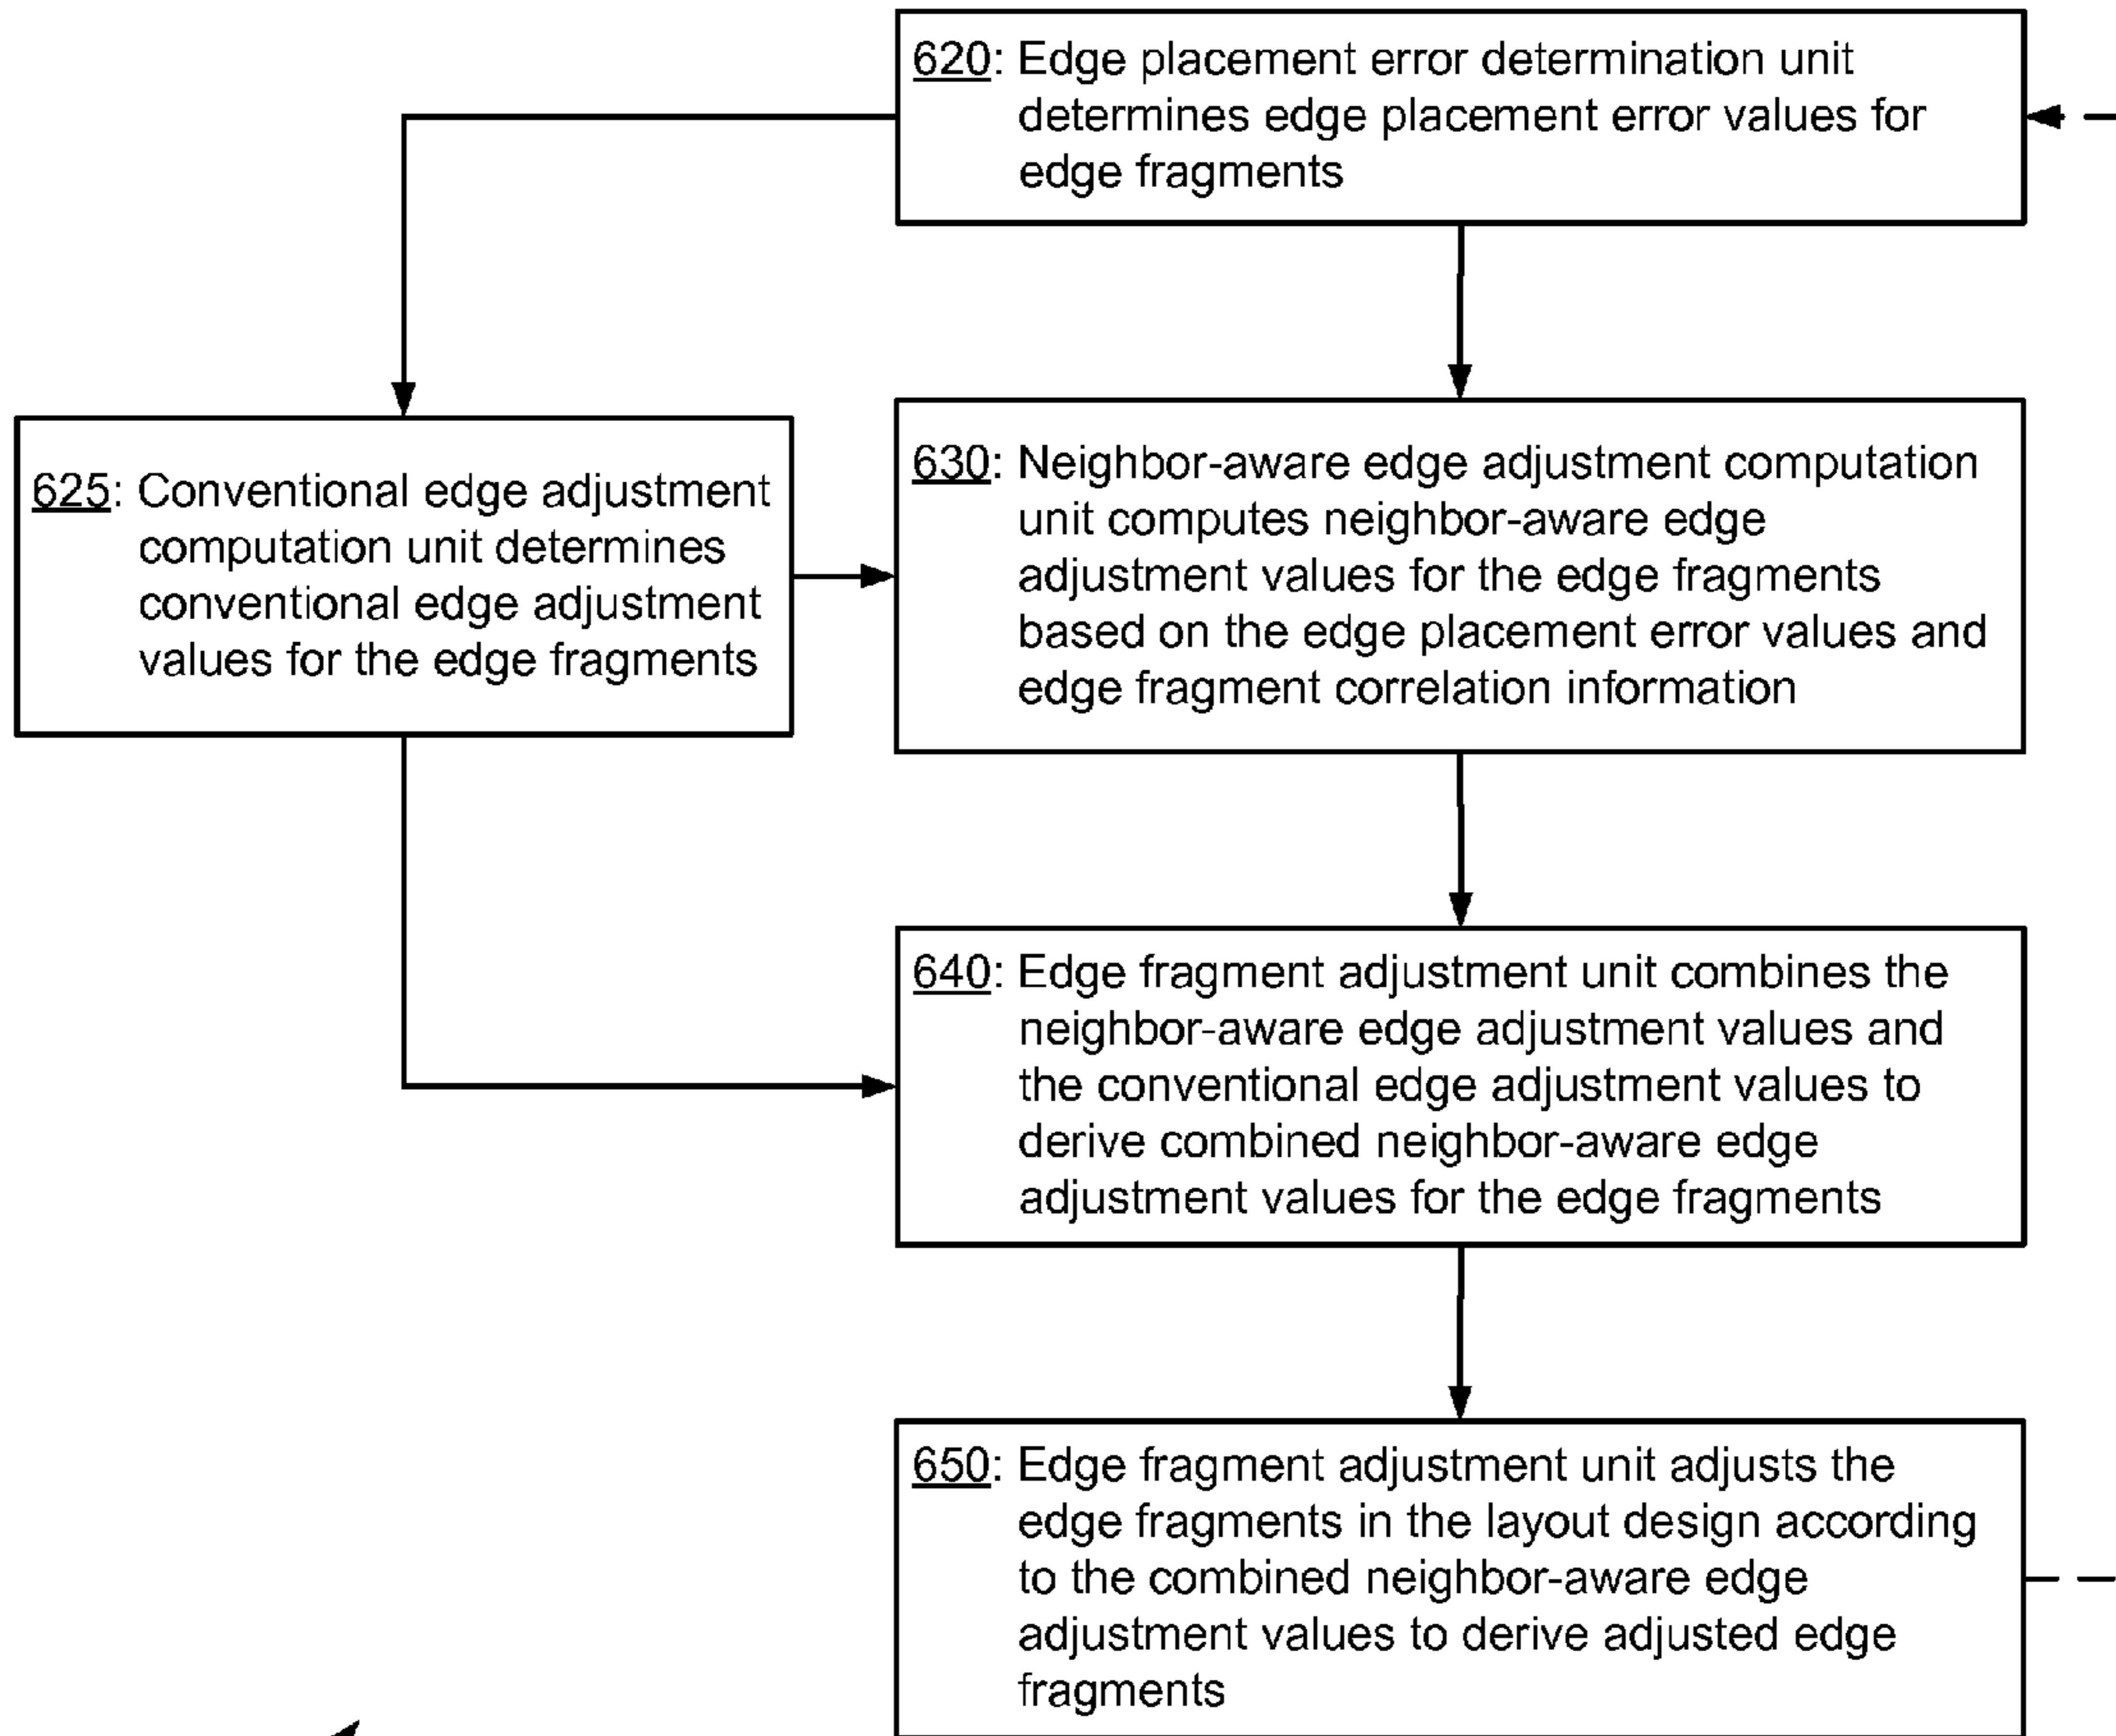 620: Edge placement error determination unit
determines edge placement error values for
edge fragments
625: Conventional edge adjustment
computation unit determines
conventional edge adjustment
values for the edge fragments
630: Neighbor-aware edge adjustment computation
unit computes neighbor-aware edge
adjustment values for the edge fragments
based on the edge placement error values and
edge fragment correlation information
640: Edge fragment adjustment unit combines the
neighbor-aware edge adjustment values and
the conventional edge adjustment values to
derive combined neighbor-aware edge
adjustment values for the edge fragments
650: Edge fragment adjustment unit adjusts the
edge fragments in the layout design according
to the combined neighbor-aware edge
adjustment values to derive adjusted edge
fragments